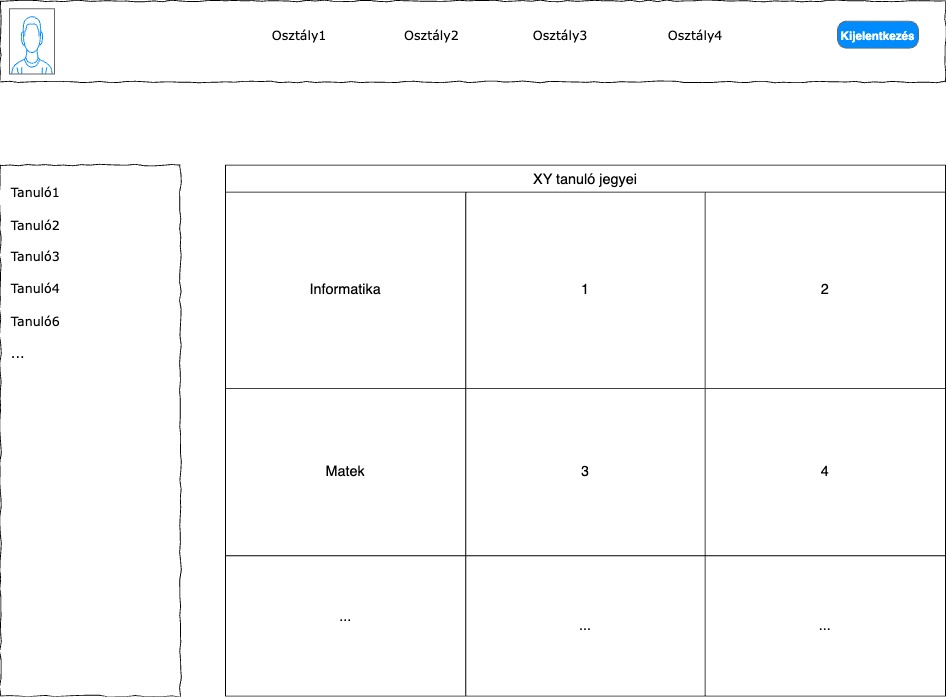 Osztály1 Osztály2 Osztály3 Osztály4 Kijelentkezés
Tanuló1
Tanuló2
Tanuló3
Tanuló4
Tanuló6
...
XY tanuló jegyei
Informatika 1 2
Matek 3 4
... ... ...